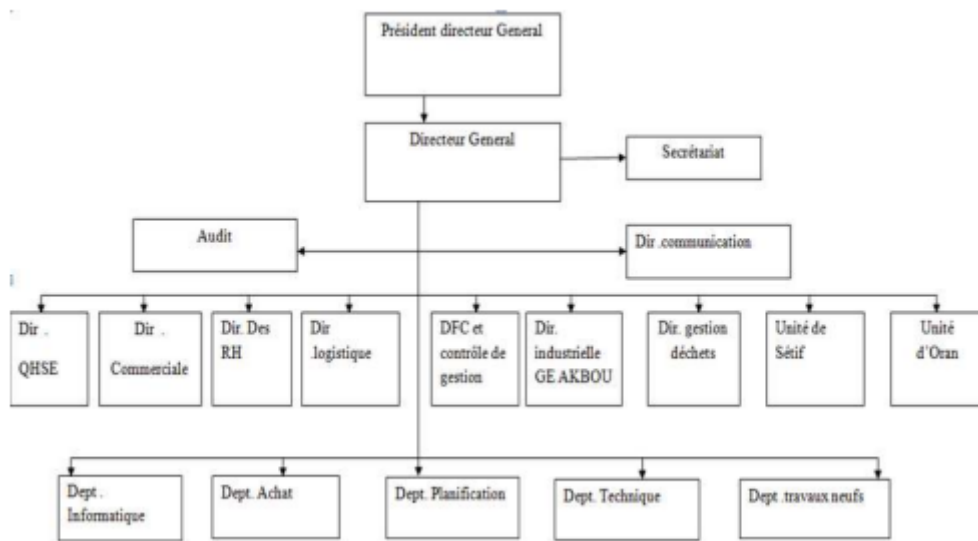 Président directeur General
Directeur General
Secrétariat
Audit
Dir .communication
Dir .
QHSE
Dir .
Commerciale
Dir. Des
RH
Dir
.logistique
DFC et
contrôle de
gestion
Dir.
industrielle
GE AKBOU
Dir. gestion
déchets
Unité de
Sétif
Unité
d'Oran
Dept .
Informatique
Dept. Achat
Dept. Planification
Dept. Technique
Dept .travaux neufs